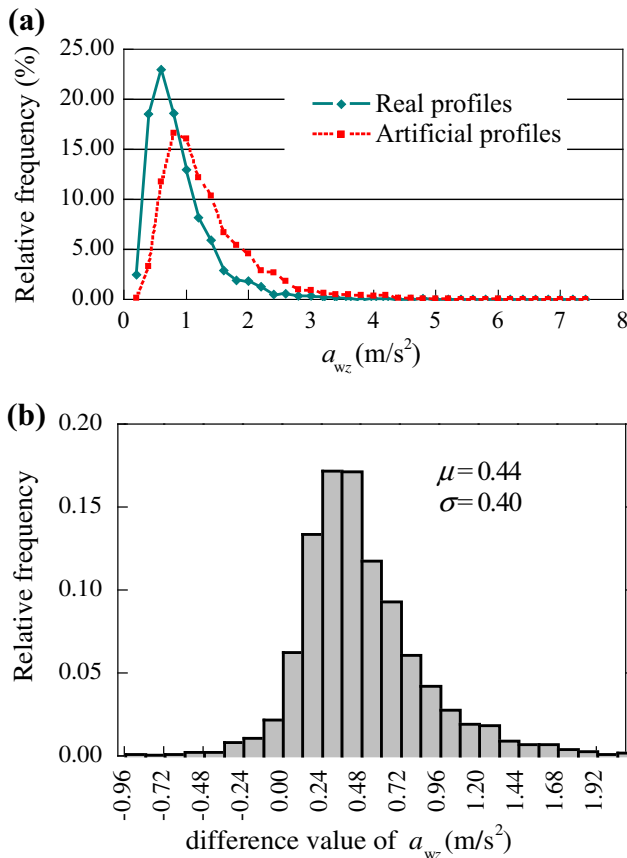 (a)
Relative frequency (%)
25.00
20.00
15.00
10.00
5.00
0.00
Real profiles
Artificial profiles
0 1 2 3 4 5 6 7 8
a_wz (m/s²)
(b)
Relative frequency
0.20
0.15
0.10
0.05
0.00
μ=0.44
σ=0.40
-0.96 -0.72 -0.48 -0.24 0.00 0.24 0.48 0.72 0.96 1.20 1.44 1.68 1.92
difference value of a_wz (m/s²)